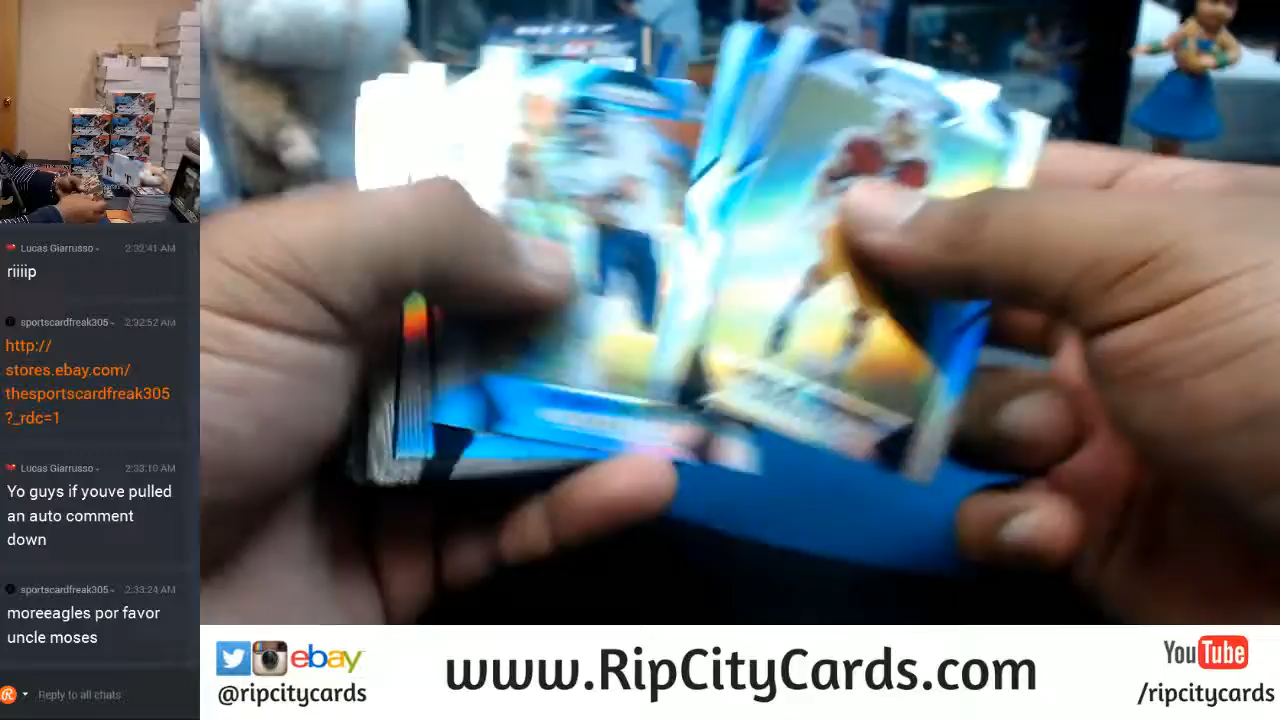 Lucas Giarrusso 2:32:41 AM
riiiip
sportscardfreak305 2:32:52 AM
http://
stores.ebay.com/
thesportscardfreak305
?_rdc=1
Lucas Giarrusso 2:33:10 AM
Yo guys if youve pulled
an auto comment
down
sportscardfreak305 2:33:24 AM
moreeagles por favor
uncle moses
Reply to all chats
ebay
@ripcitycards
www.RipCityCards.com
YouTube
/ripcitycards